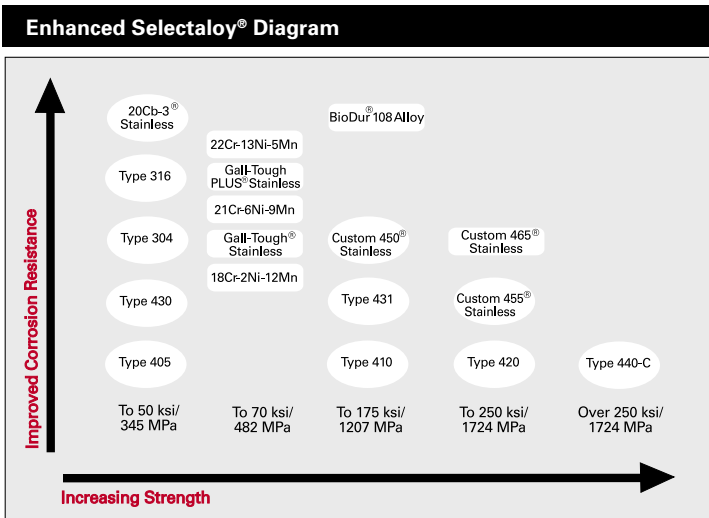 Enhanced Selectaloy® Diagram
Improved Corrosion Resistance
20Cb-3®
Stainless
Type 316
Type 304
Type 430
Type 405
To 50 ksi/
345 MPa
22Cr-13Ni-5Mn
Gall-Tough
PLUS® Stainless
21Cr-6Ni-9Mn
Gall-Tough®
Stainless
18Cr-2Ni-12Mn
To 70 ksi/
482 MPa
BioDur® 108 Alloy
Custom 450®
Stainless
Type 431
Type 410
To 175 ksi/
1207 MPa
Custom 465®
Stainless
Custom 455®
Stainless
Type 420
To 250 ksi/
1724 MPa
Type 440-C
Over 250 ksi/
1724 MPa
Increasing Strength